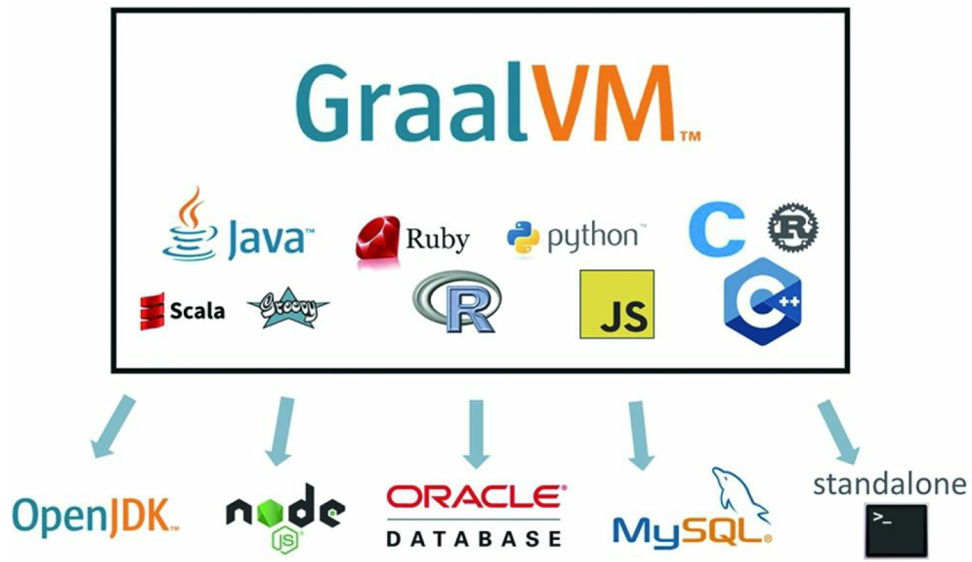 GraalVM™
Java™
Ruby
python™
C
R
Scala
Groovy
R
JS
C++
OpenJDK™
node
JS
ORACLE®
DATABASE
MySQL®
standalone
>_